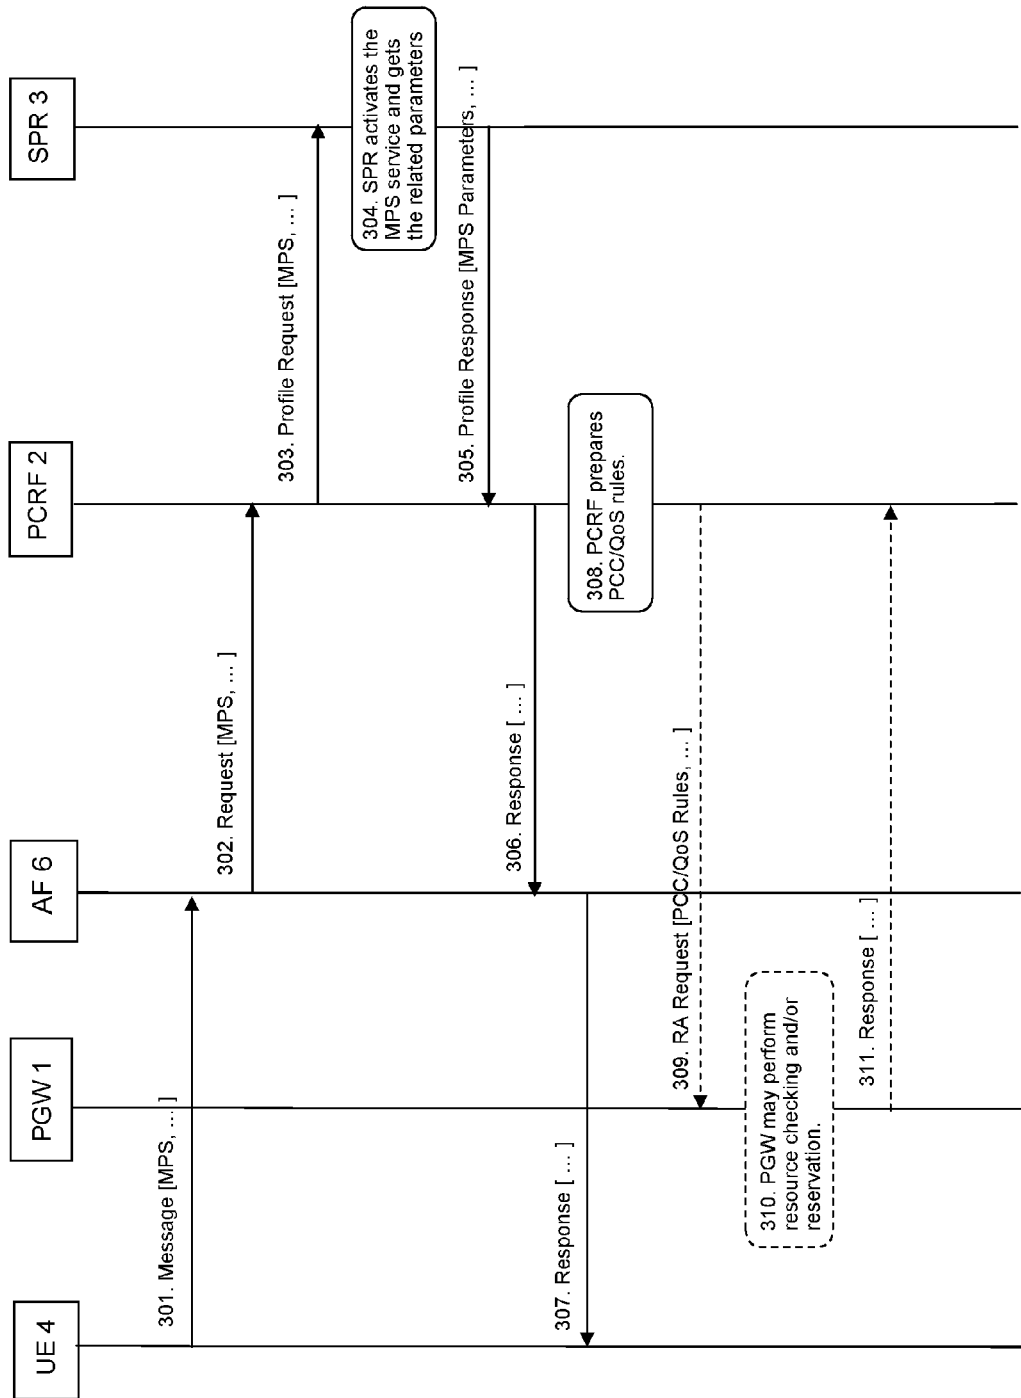 UE 4
PGW 1
AF 6
PCRF 2
SPR 3
301. Message [MPS, ... ]
302. Request [MPS, ... ]
303. Profile Request [MPS, ... ]
304. SPR activates the
MPS service and gets
the related parameters
305. Profile Response [MPS Parameters, ... ]
306. Response [ ... ]
307. Response [ ... ]
308. PCRF prepares
PCC/QoS rules.
309. RA Request [PCC/QoS Rules, ... ]
310. PGW may perform
resource checking and/or
reservation.
311. Response [ ... ]